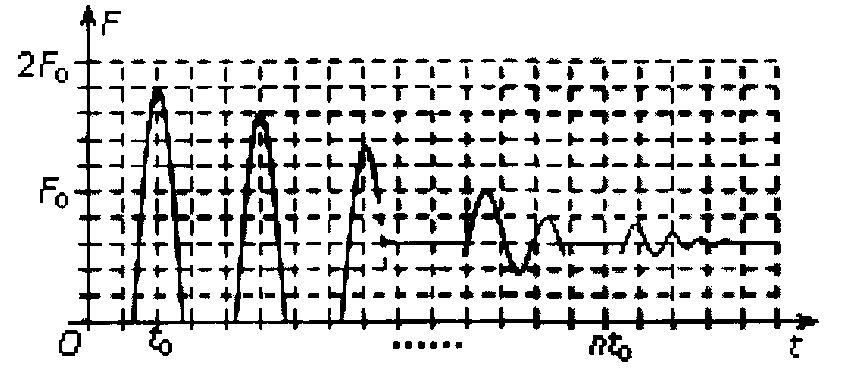 F
2F₀
F₀
O t₀ ...... nt₀ t